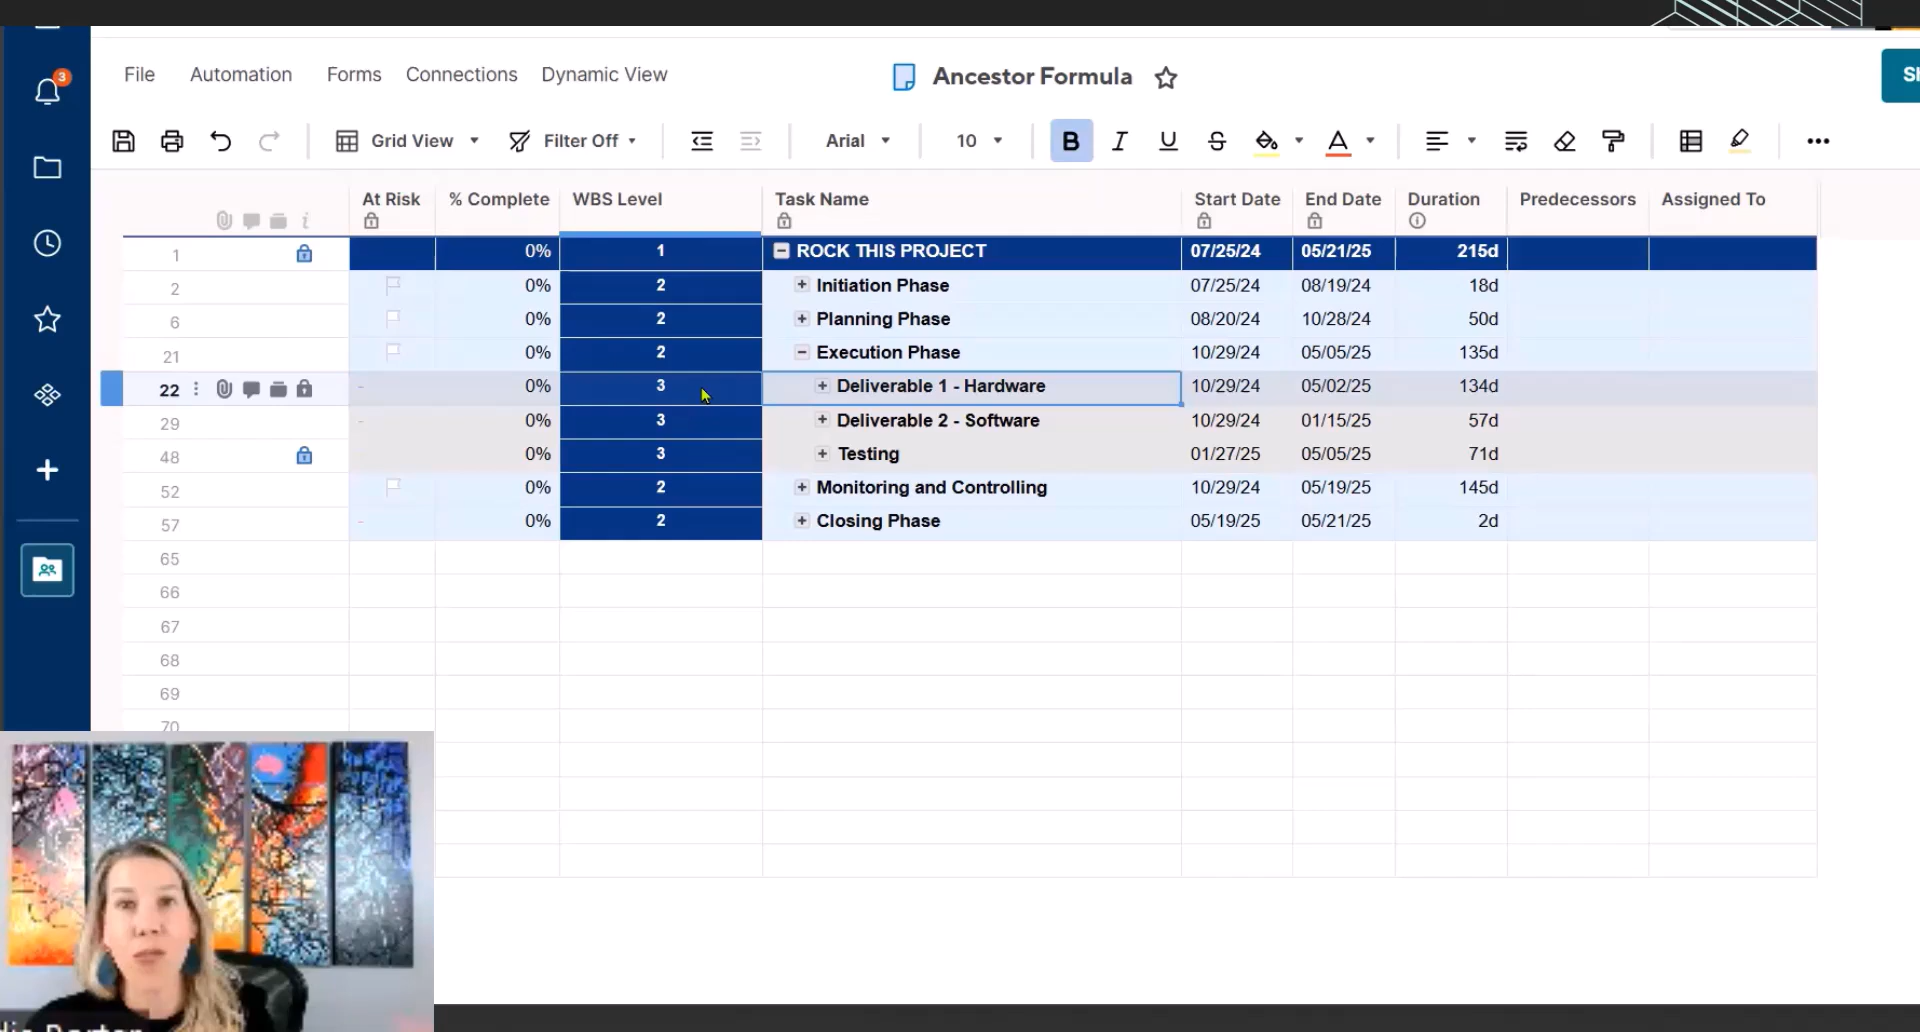 3
File Automation Forms Connections Dynamic View
Ancestor Formula
Grid View Filter Off Arial 10 B I U S A
At Risk % Complete WBS Level Task Name Start Date End Date Duration Predecessors Assigned To
1 0% 1 ROCK THIS PROJECT 07/25/24 05/21/25 215d
2 0% 2 Initiation Phase 07/25/24 08/19/24 18d
6 0% 2 Planning Phase 08/20/24 10/28/24 50d
21 0% 2 Execution Phase 10/29/24 05/05/25 135d
22 - 0% 3 Deliverable 1 - Hardware 10/29/24 05/02/25 134d
29 - 0% 3 Deliverable 2 - Software 10/29/24 01/15/25 57d
48 0% 3 Testing 01/27/25 05/05/25 71d
52 0% 2 Monitoring and Controlling 10/29/24 05/19/25 145d
57 - 0% 2 Closing Phase 05/19/25 05/21/25 2d
65
66
67
68
69
70